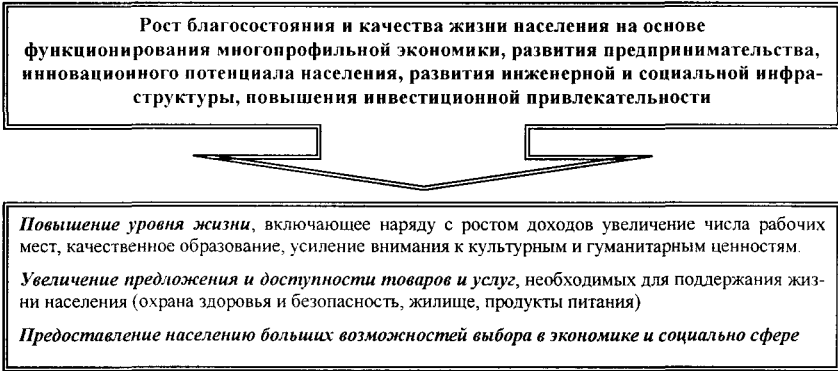 Рост благосостояния и качества жизни населения на основе
функционирования многопрофильной экономики, развития предпринимательства,
инновационного потенциала населения, развития инженерной и социальной инфра-
структуры, повышения инвестиционной привлекательности
Повышение уровня жизни, включающее наряду с ростом доходов увеличение числа рабочих
мест, качественное образование, усиление внимания к культурным и гуманитарным ценностям.
Увеличение предложения и доступности товаров и услуг, необходимых для поддержания жиз-
ни населения (охрана здоровья и безопасность, жилище, продукты питания)
Предоставление населению больших возможностей выбора в экономике и социально сфере